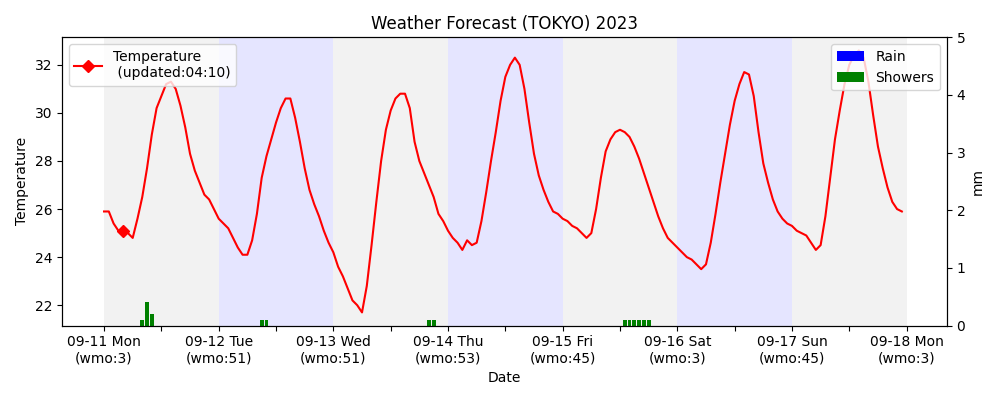 Weather Forecast (TOKYO) 2023
Temperature
(updated:04:10)
Rain
Showers
32
30
28
26
24
22
Temperature
5
4
3
2
1
0
mm
09-11 Mon 09-12 Tue 09-13 Wed 09-14 Thu 09-15 Fri 09-16 Sat 09-17 Sun 09-18 Mon
(wmo:3) (wmo:51) (wmo:51) (wmo:53) (wmo:45) (wmo:3) (wmo:45) (wmo:3)
Date